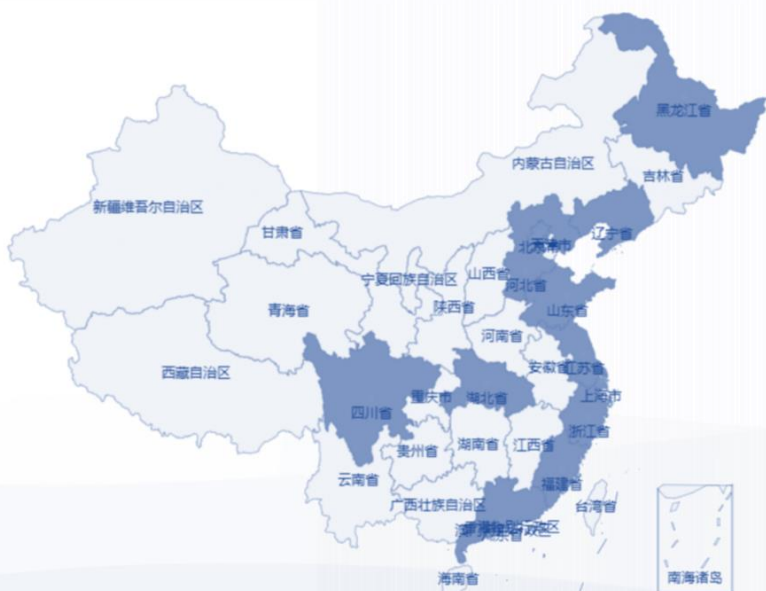 黑龙江省
内蒙古自治区
吉林省
新疆维吾尔自治区
甘肃省
辽宁省
北京市
宁夏回族自治区
山西省
河北省
青海省
陕西省
山东省
河南省
西藏自治区
安徽省
江苏省
重庆市
湖北省
上海市
四川省
浙江省
贵州省
湖南省
江西省
云南省
福建省
广西壮族自治区
台湾省
海南省
南海诸岛